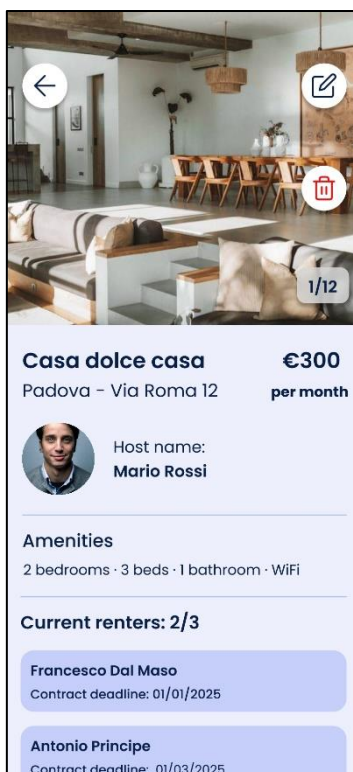 1/12
Casa dolce casa
€300
Padova - Via Roma 12
per month
Host name:
Mario Rossi
Amenities
2 bedrooms · 3 beds · 1 bathroom · WiFi
Current renters: 2/3
Francesco Dal Maso
Contract deadline: 01/01/2025
Antonio Principe
Contract deadline: 01/03/2025